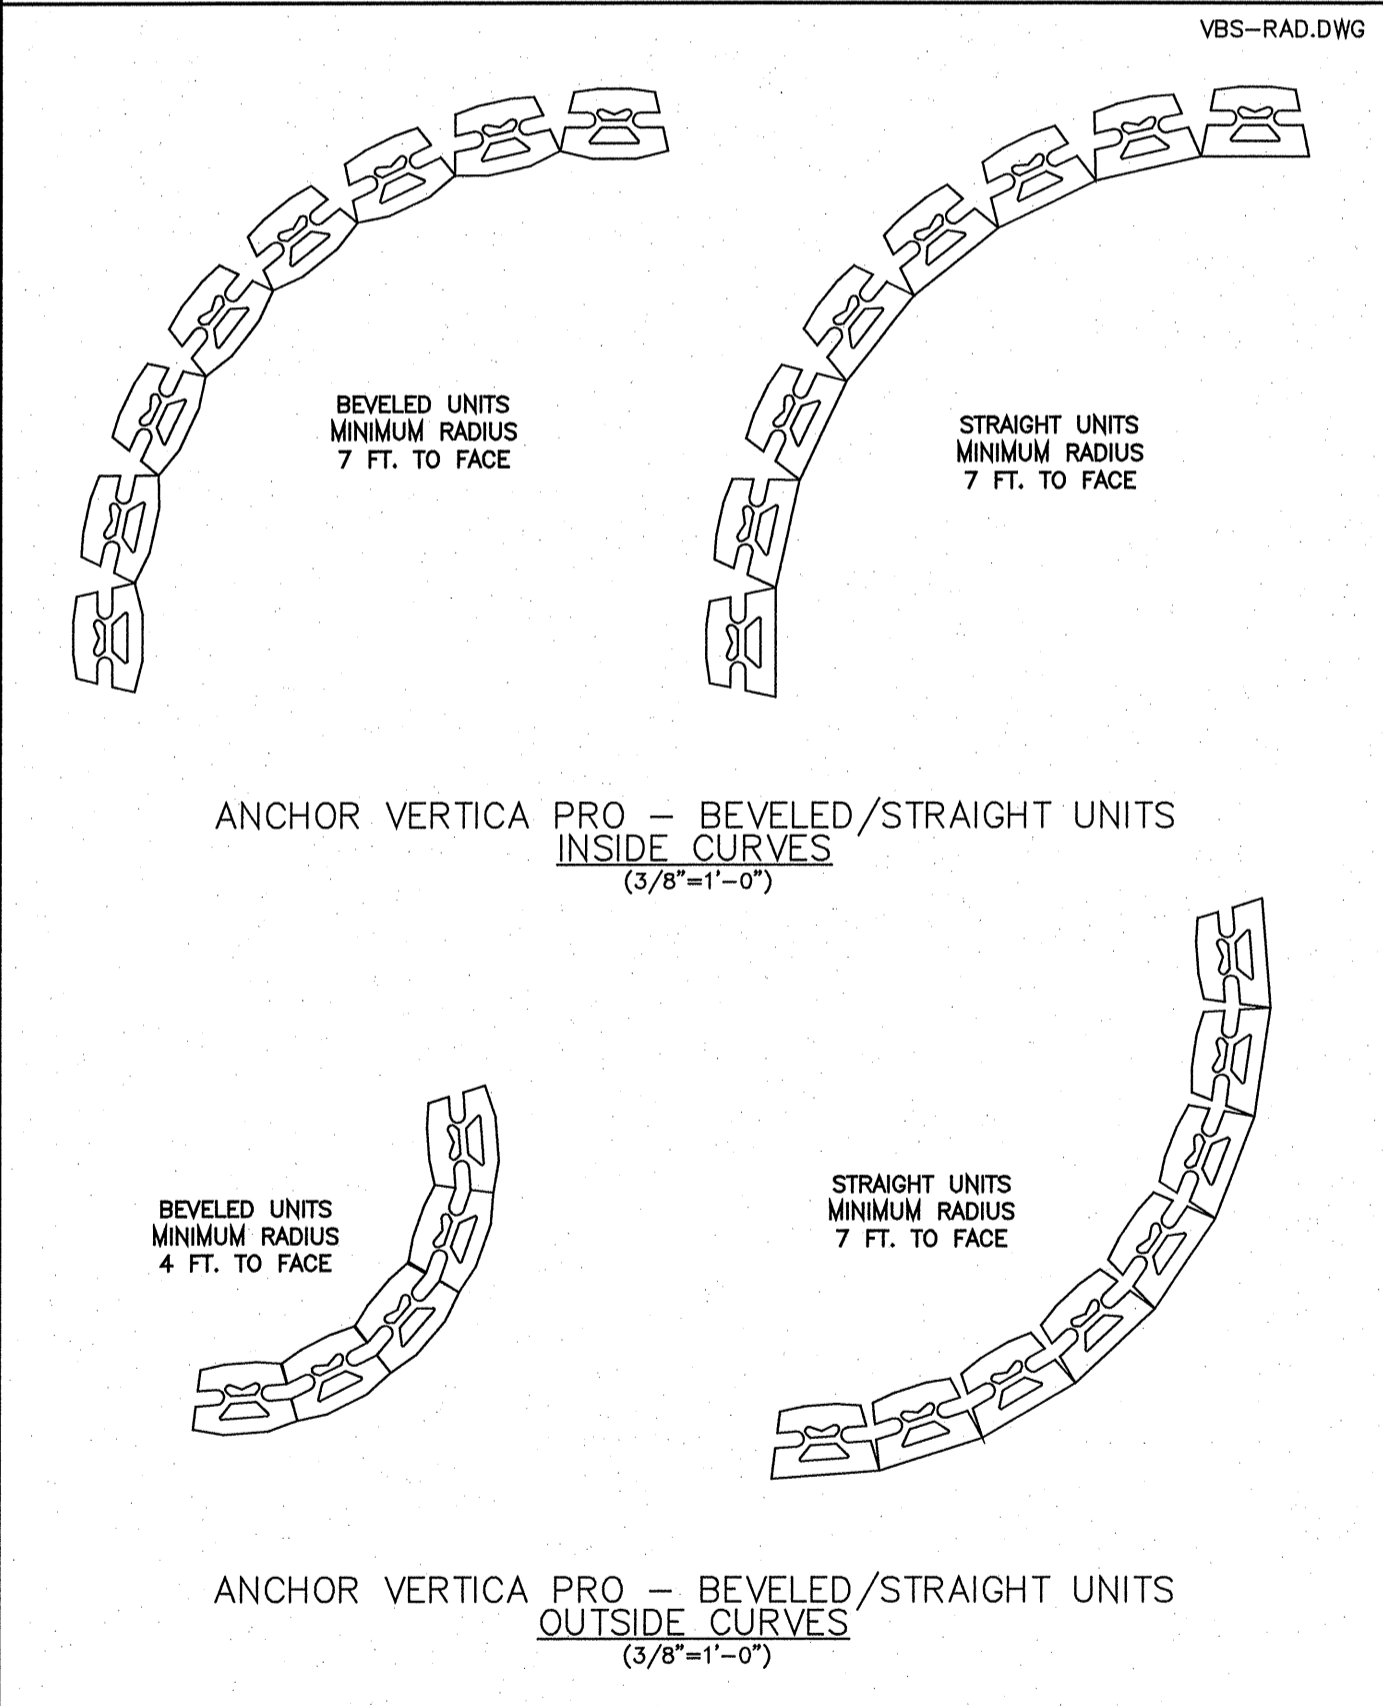 VBS-RAD.DWG
BEVELED UNITS
MINIMUM RADIUS
7 FT. TO FACE
STRAIGHT UNITS
MINIMUM RADIUS
7 FT. TO FACE
ANCHOR VERTICA PRO – BEVELED/STRAIGHT UNITS
INSIDE CURVES
(3/8"=1'-0")
BEVELED UNITS
MINIMUM RADIUS
4 FT. TO FACE
STRAIGHT UNITS
MINIMUM RADIUS
7 FT. TO FACE
ANCHOR VERTICA PRO – BEVELED/STRAIGHT UNITS
OUTSIDE CURVES
(3/8"=1'-0")